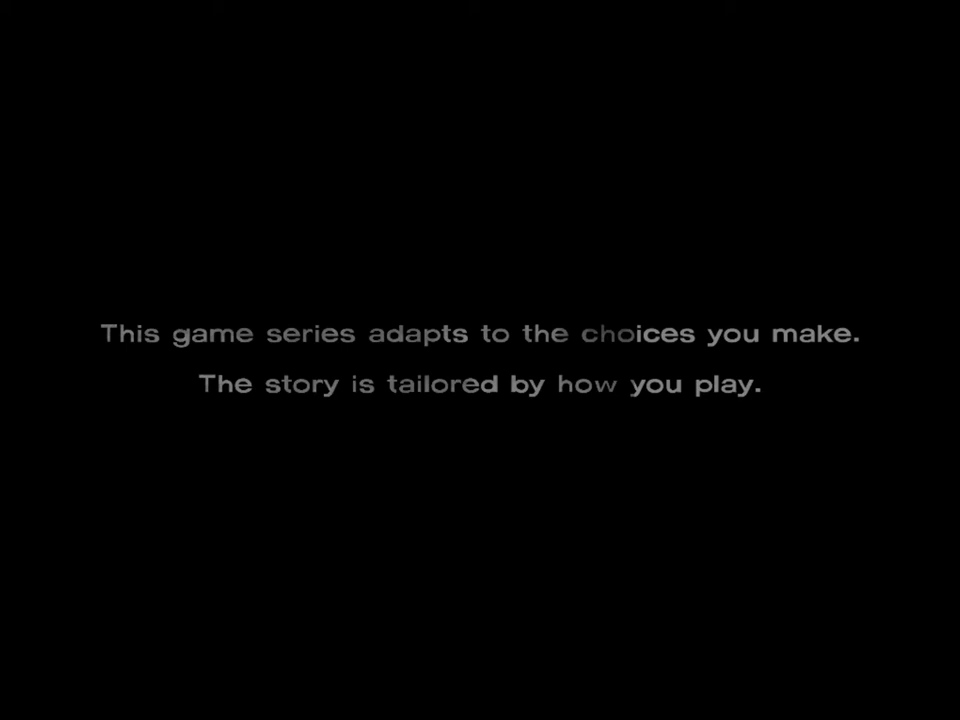 This game series adapts to the choices you make.
The story is tailored by how you play.